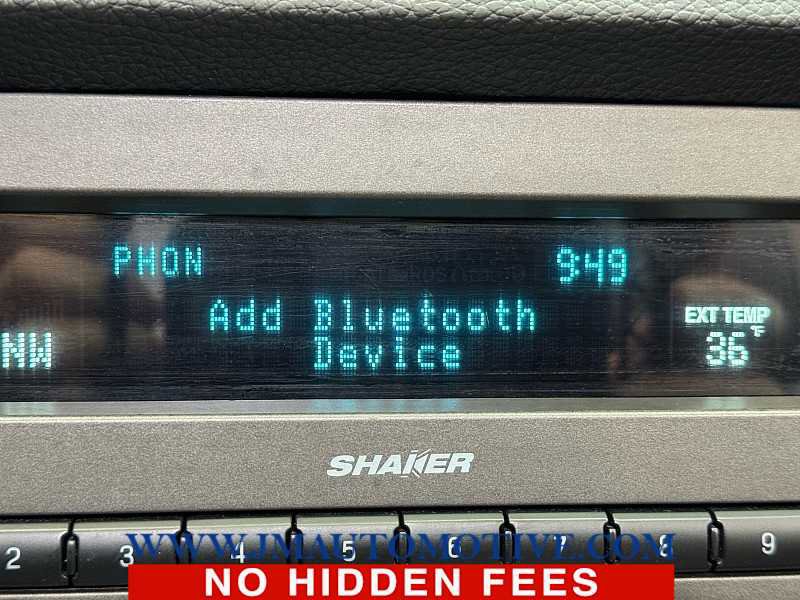 PHON 9:49
Add Bluetooth
Device
NW
EXT TEMP
36 °F
SHAKER
2 3 4 5 6 7 8 9
WWW.JMAUTOMOTIVE.COM
NO HIDDEN FEES